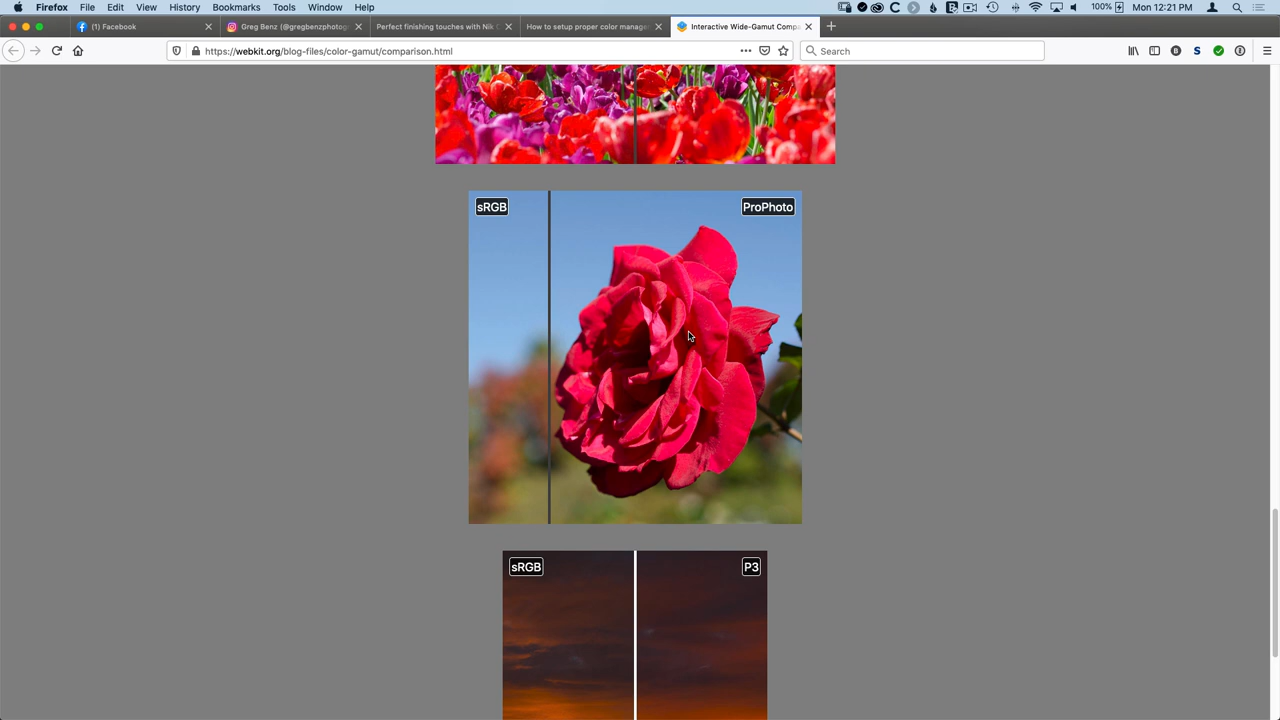 Firefox File Edit View History Bookmarks Tools Window Help 100% Mon 12:21 PM
(1) Facebook Greg Benz (@gregbenzphotog Perfect finishing touches with Nik C How to setup proper color manage Interactive Wide-Gamut Compa
https://webkit.org/blog-files/color-gamut/comparison.html Search
sRGB ProPhoto
sRGB P3